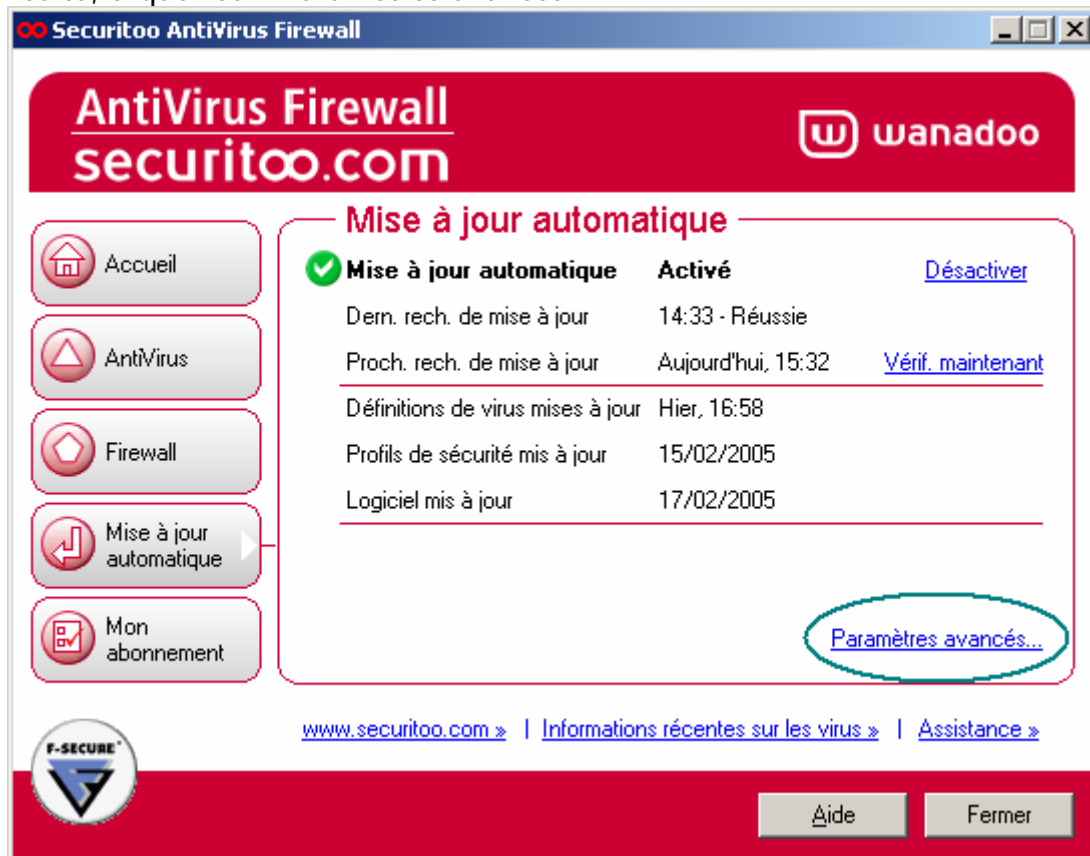 Securitoo AntiVirus Firewall
AntiVirus Firewall
securitoo.com
wanadoo
Accueil
AntiVirus
Firewall
Mise à jour
automatique
Mon
abonnement
Mise à jour automatique
Mise à jour automatique Activé Désactiver
Dern. rech. de mise à jour 14:33 - Réussie
Proch. rech. de mise à jour Aujourd'hui, 15:32 Vérif. maintenant
Définitions de virus mises à jour Hier, 16:58
Profils de sécurité mis à jour 15/02/2005
Logiciel mis à jour 17/02/2005
Paramètres avancés...
www.securitoo.com » | Informations récentes sur les virus » | Assistance »
F-SECURE
Aide Fermer